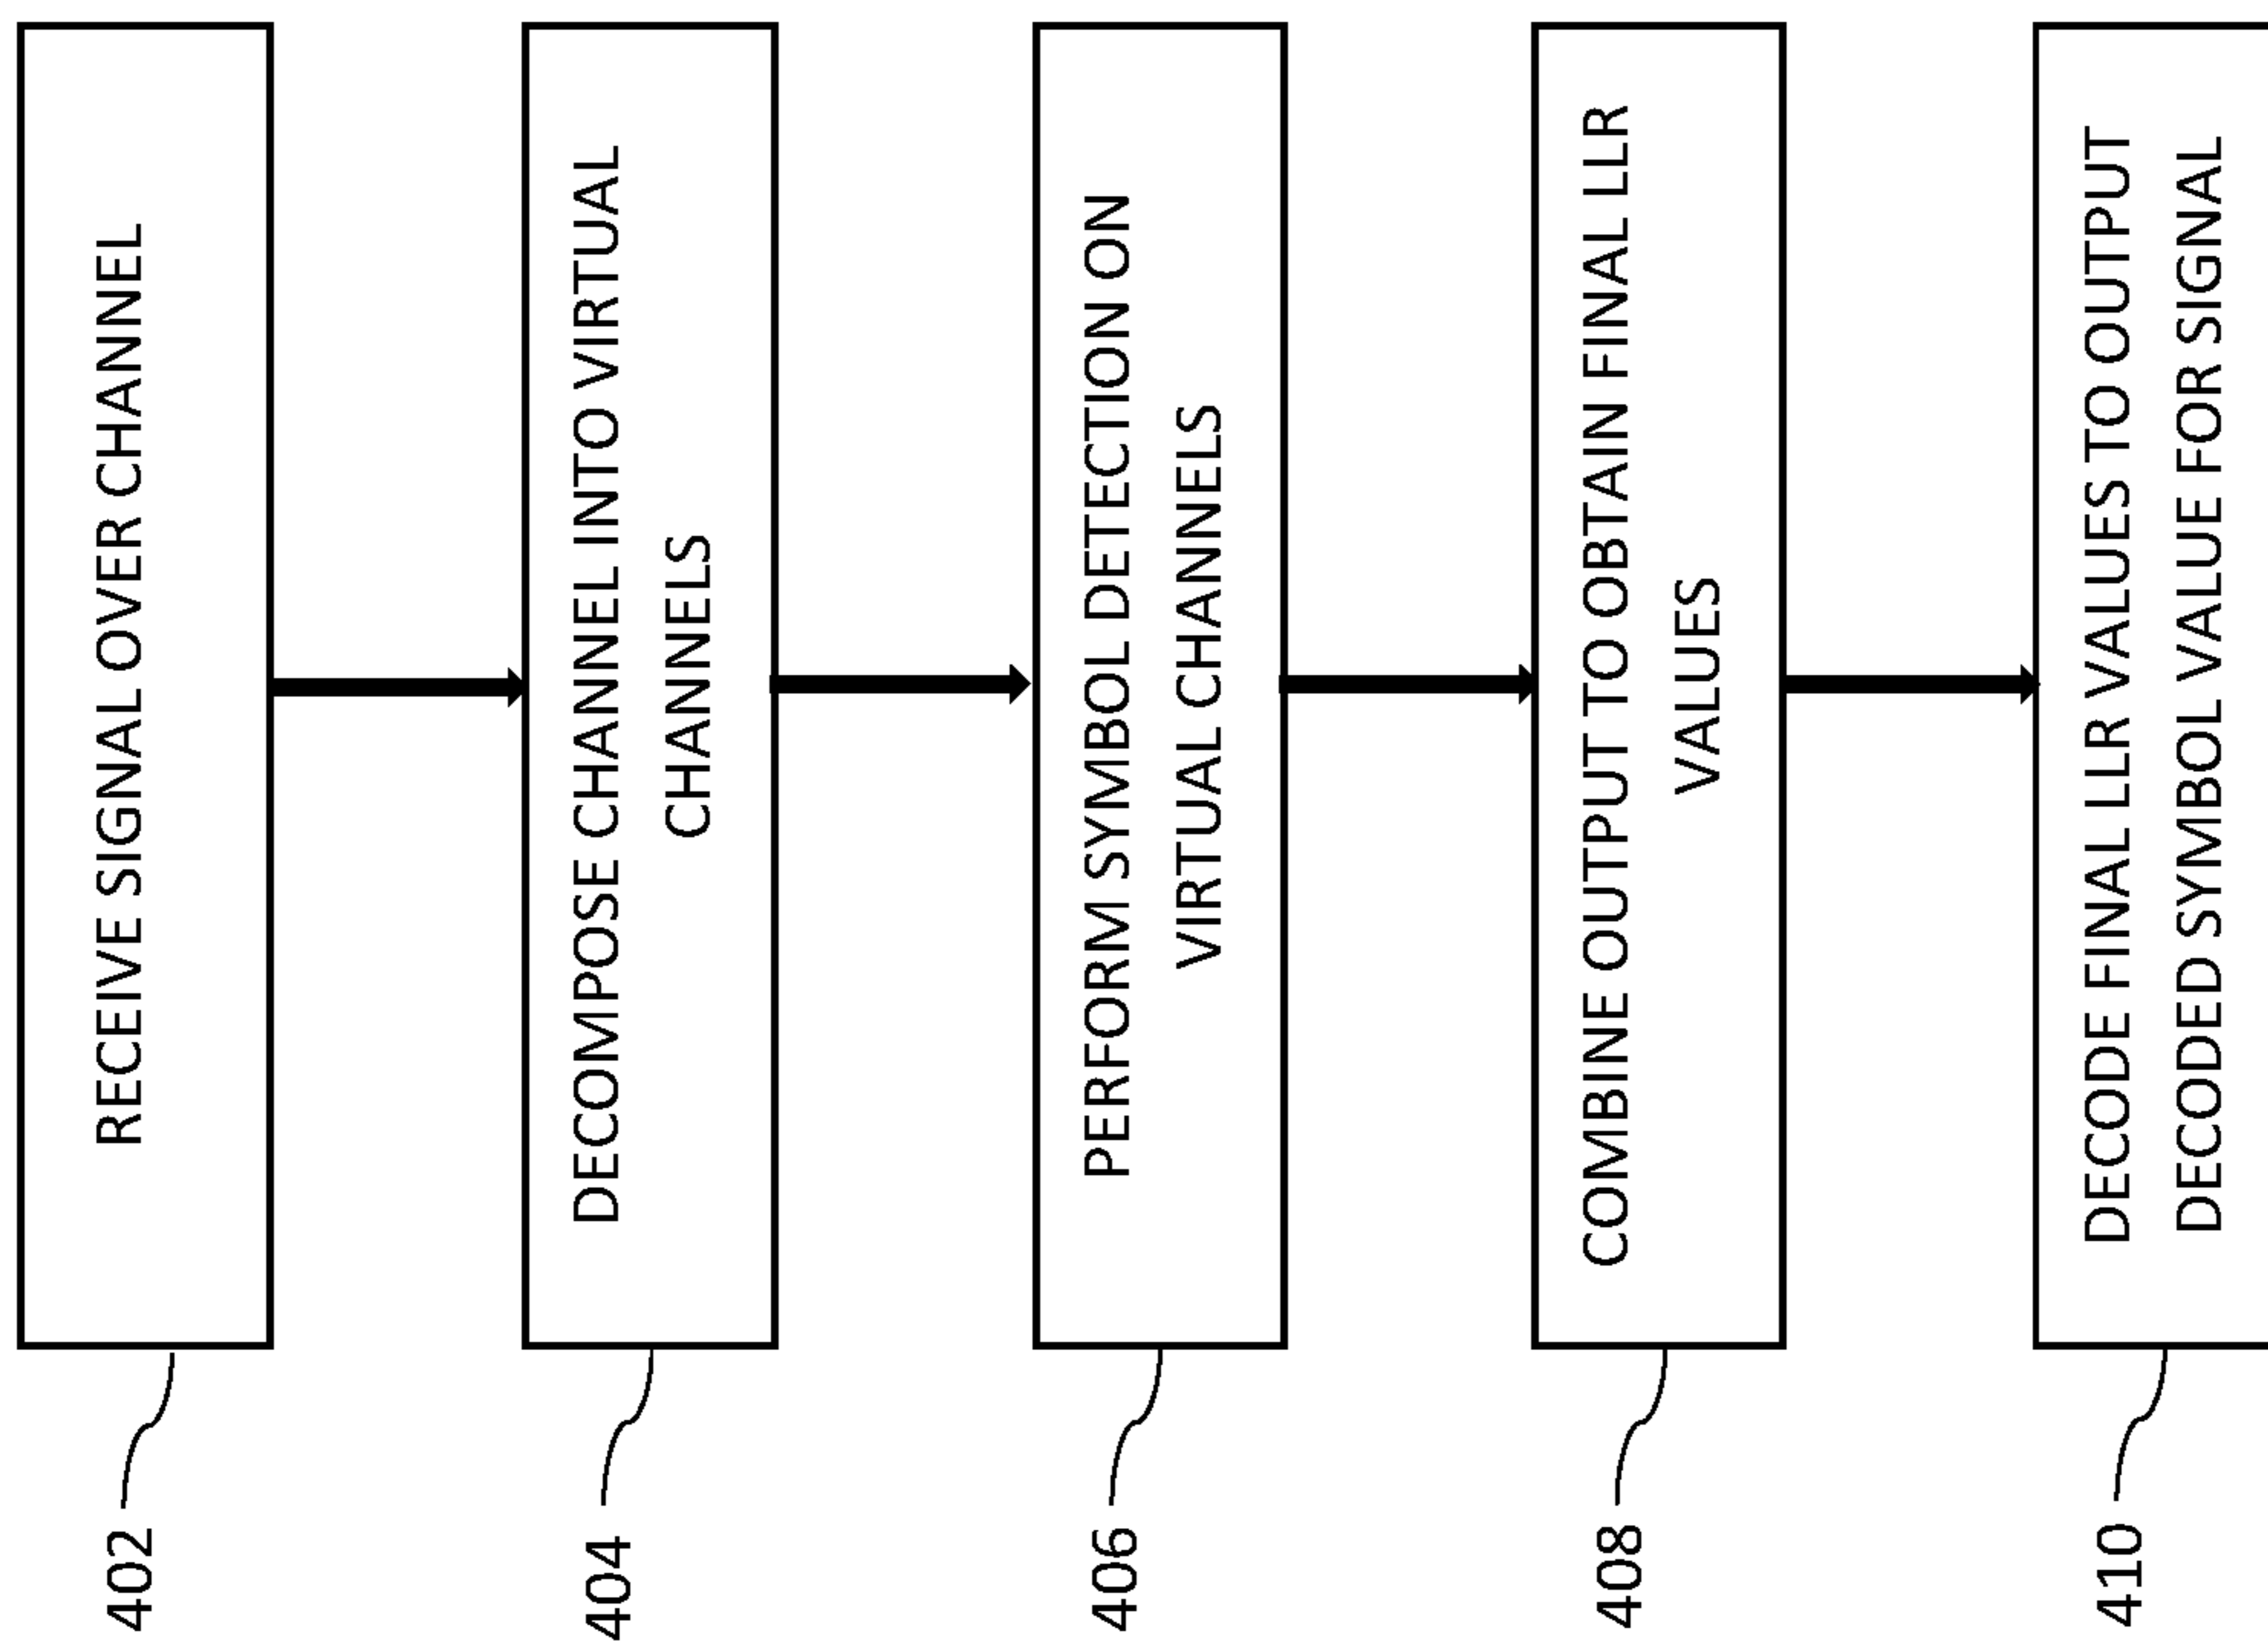 402
RECEIVE SIGNAL OVER CHANNEL
404
DECOMPOSE CHANNEL INTO VIRTUAL
CHANNELS
406
PERFORM SYMBOL DETECTION ON
VIRTUAL CHANNELS
408
COMBINE OUTPUT TO OBTAIN FINAL LLR
VALUES
410
DECODE FINAL LLR VALUES TO OUTPUT
DECODED SYMBOL VALUE FOR SIGNAL